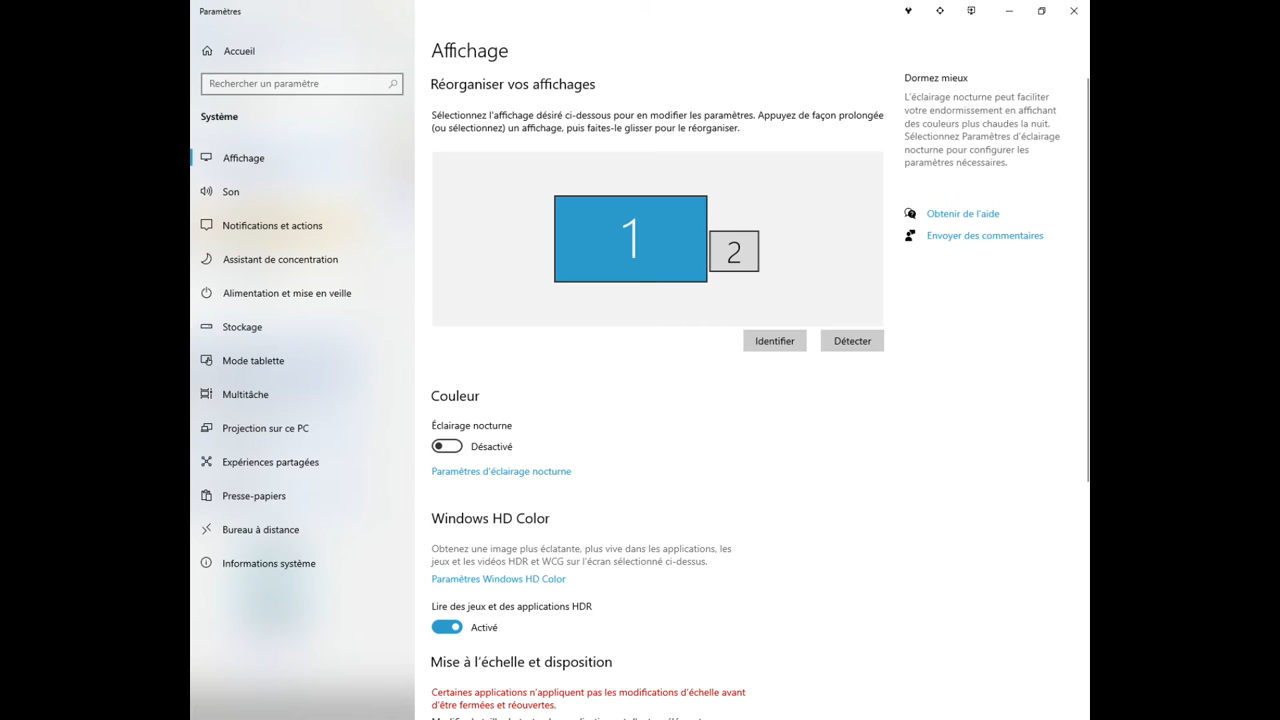 Paramètres
Accueil
Rechercher un paramètre
Système
Affichage
Son
Notifications et actions
Assistant de concentration
Alimentation et mise en veille
Stockage
Mode tablette
Multitâche
Projection sur ce PC
Expériences partagées
Presse-papiers
Bureau à distance
Informations système
Affichage
Réorganiser vos affichages
Sélectionnez l'affichage désiré ci-dessous pour en modifier les paramètres. Appuyez de façon prolongée
(ou sélectionnez) un affichage, puis faites-le glisser pour le réorganiser.
1
2
Identifier
Détecter
Couleur
Éclairage nocturne
Désactivé
Paramètres d'éclairage nocturne
Windows HD Color
Obtenez une image plus éclatante, plus vive dans les applications, les
jeux et les vidéos HDR et WCG sur l'écran sélectionné ci-dessus.
Paramètres Windows HD Color
Lire des jeux et des applications HDR
Activé
Mise à l'échelle et disposition
Certaines applications n'appliquent pas les modifications d'échelle avant
d'être fermées et réouvertes.
Dormez mieux
L'éclairage nocturne peut faciliter
votre endormissement en affichant
des couleurs plus chaudes la nuit.
Sélectionnez Paramètres d'éclairage
nocturne pour configurer les
paramètres nécessaires.
Obtenir de l'aide
Envoyer des commentaires